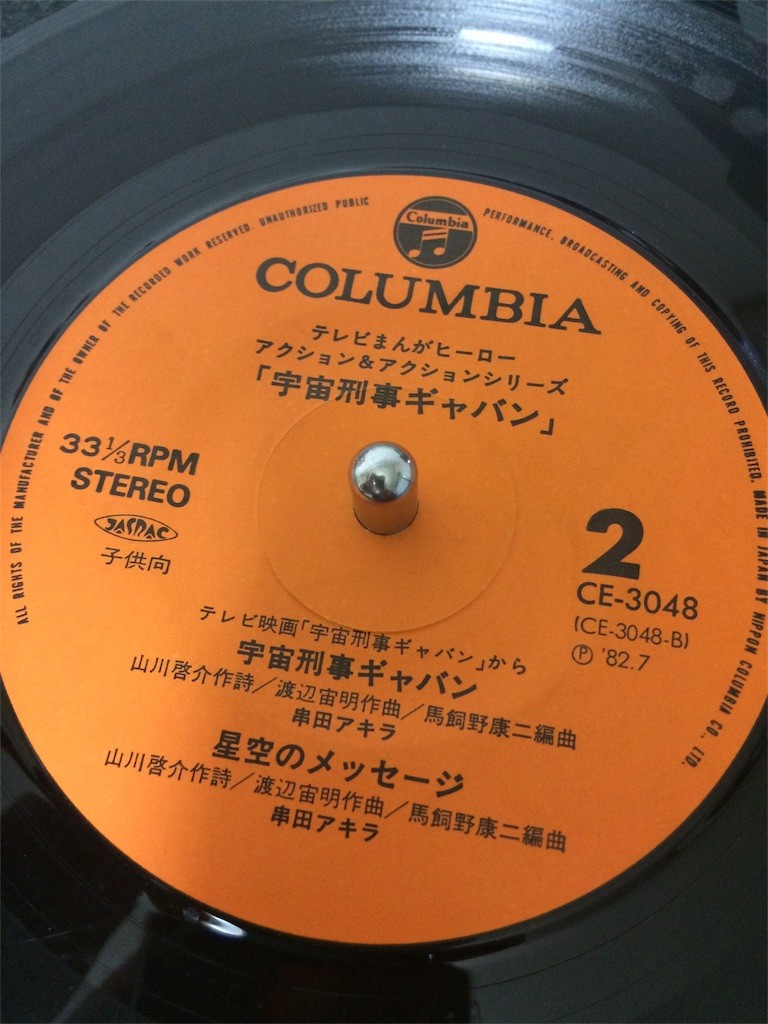 Columbia
COLUMBIA
テレビまんがヒーロー
アクション&アクションシリーズ
「宇宙刑事ギャバン」
33⅓RPM
STEREO
JASRAC
子供向
2
CE-3048
(CE-3048-B)
Ⓟ '82.7
テレビ映画「宇宙刑事ギャバン」から
宇宙刑事ギャバン
山川啓介作詩/渡辺宙明作曲/馬飼野康二編曲
串田アキラ
星空のメッセージ
山川啓介作詩/渡辺宙明作曲/馬飼野康二編曲
串田アキラ
ALL RIGHTS OF THE MANUFACTURER AND OF THE OWNER OF THE RECORDED WORK RESERVED. UNAUTHORIZED PUBLIC PERFORMANCE, BROADCASTING AND COPYING OF THIS RECORD PROHIBITED. MADE IN JAPAN BY NIPPON COLUMBIA CO., LTD.